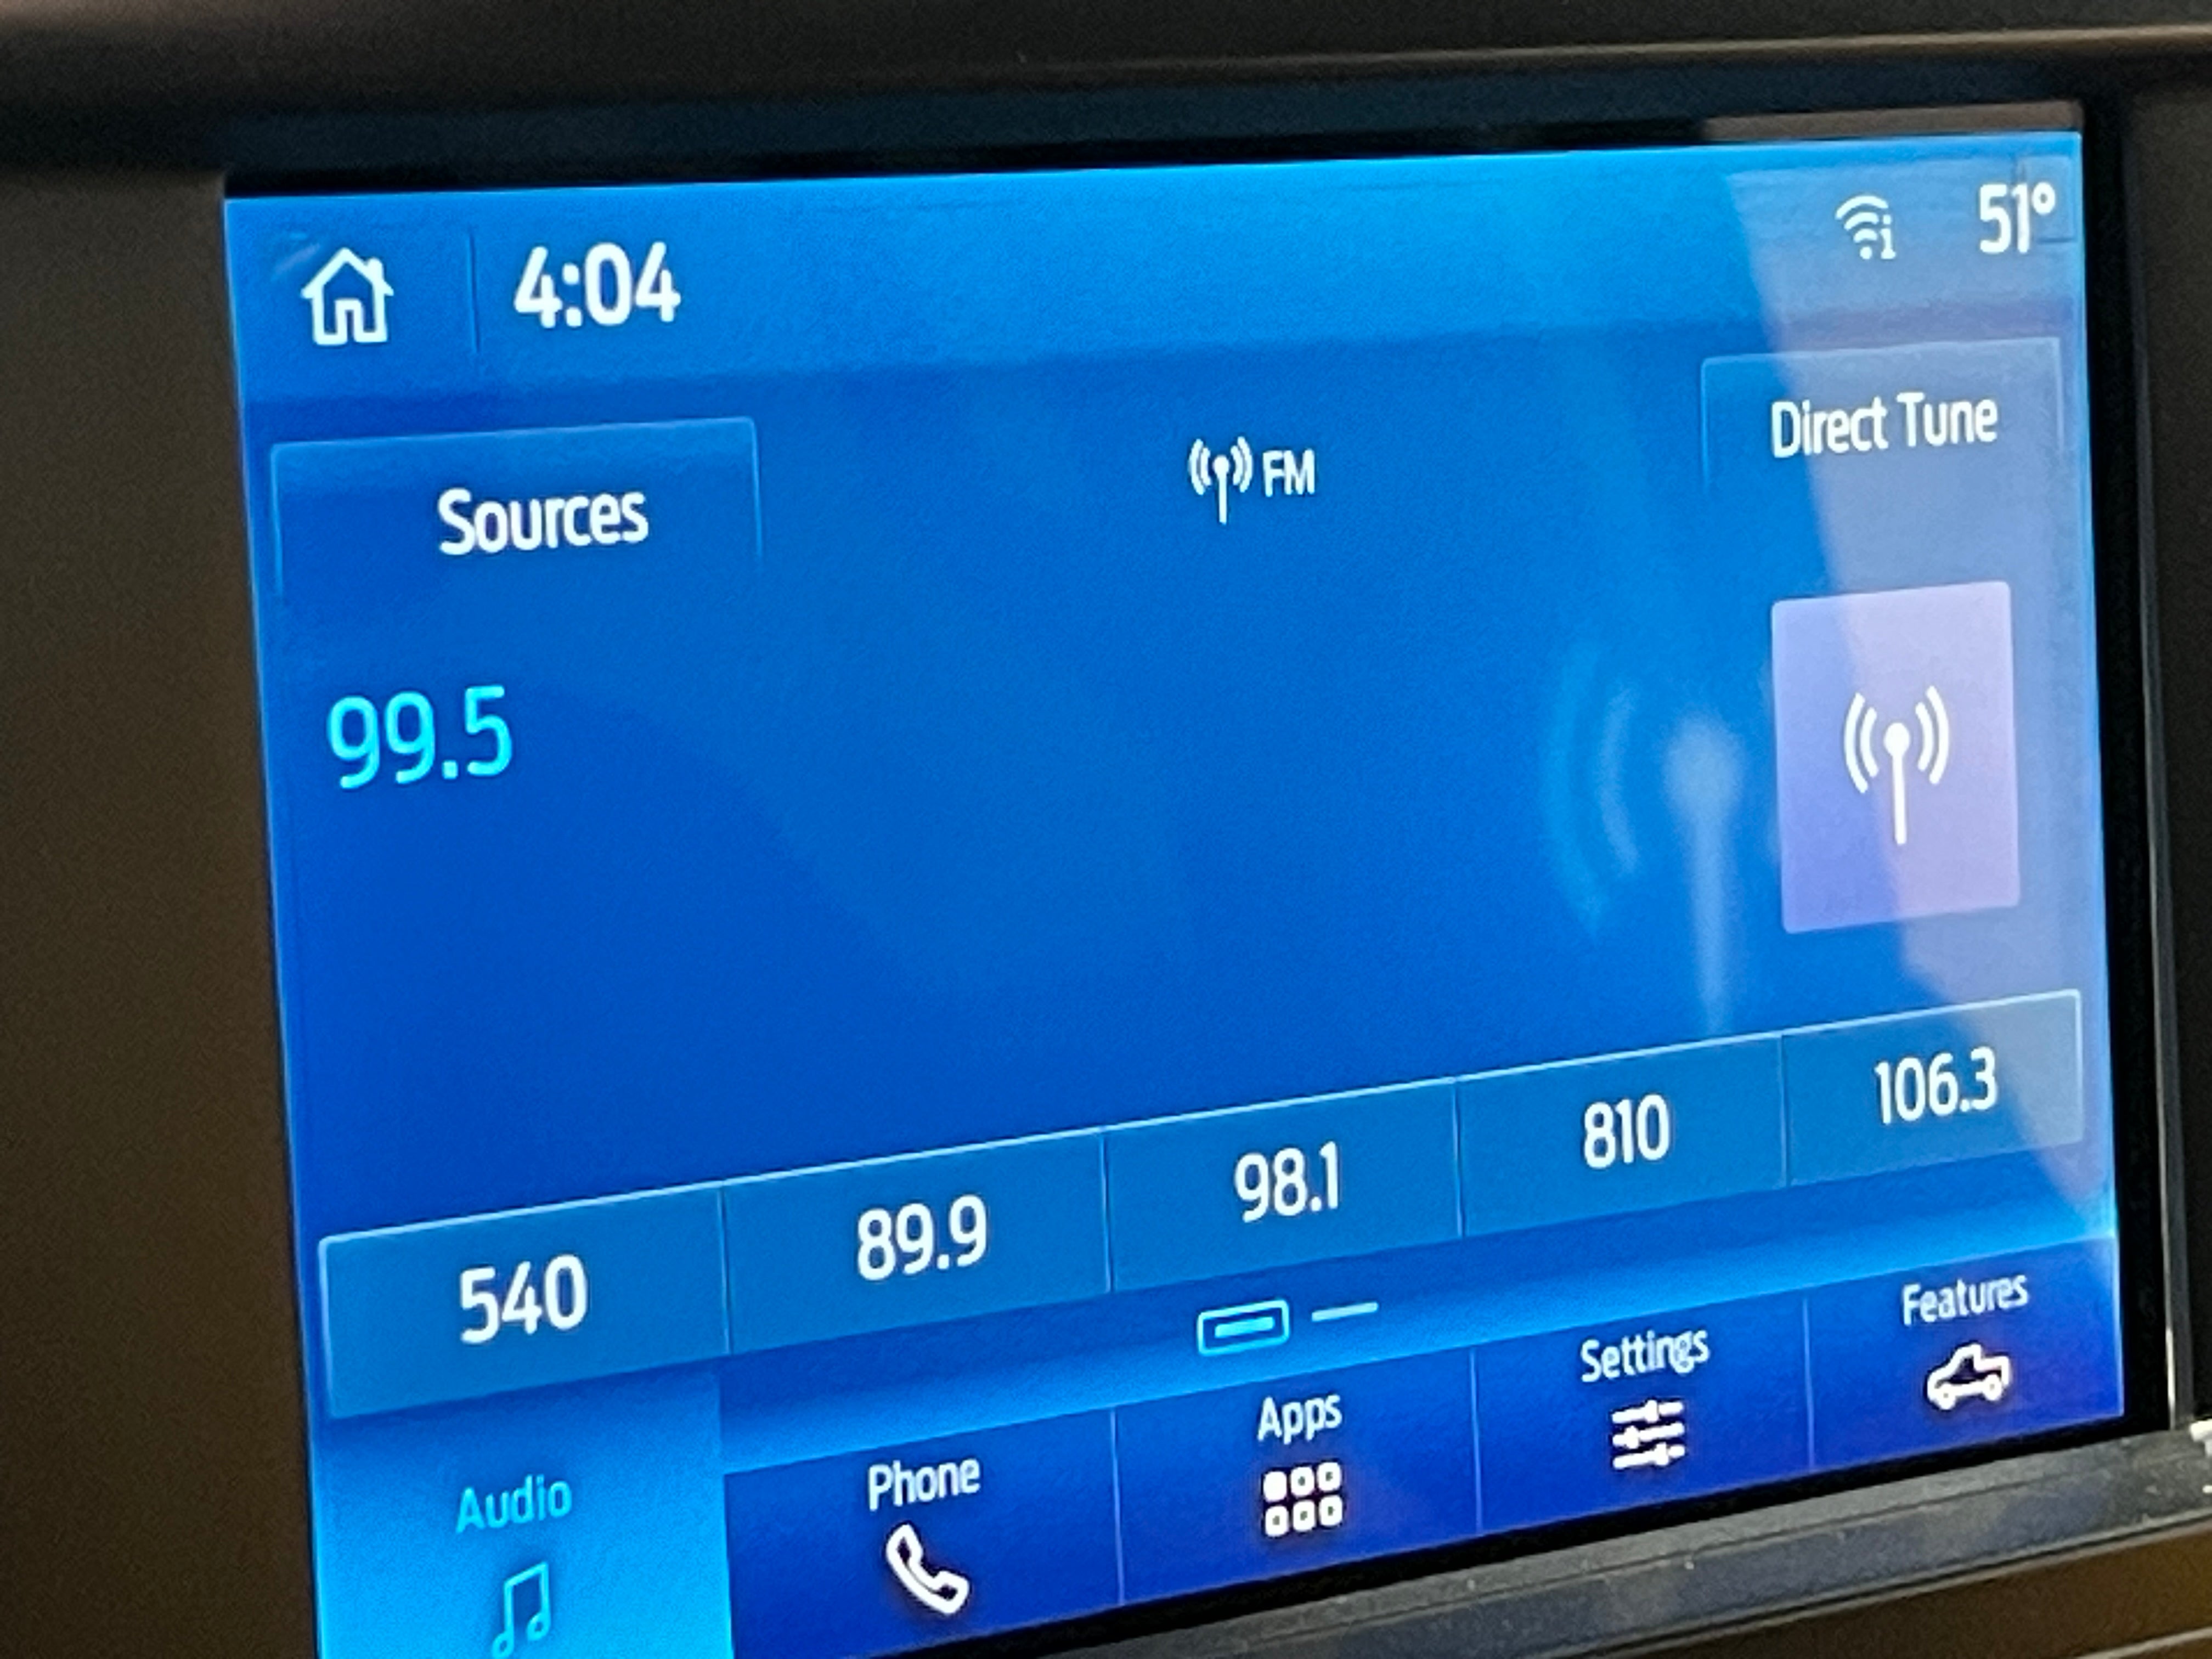 4:04
51°
Sources
FM
Direct Tune
99.5
540
89.9
98.1
810
106.3
Audio
Phone
Apps
Settings
Features